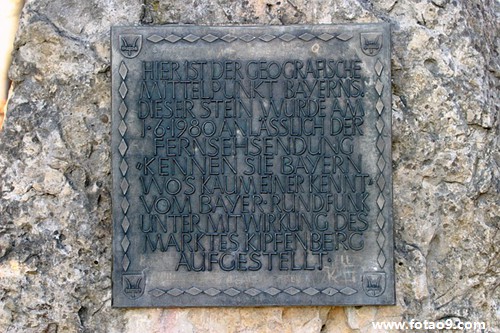 HIER IST DER GEOGRAFISCHE
MITTELPUNKT BAYERNS.
DIESER STEIN WURDE AM
1·6·1980 ANLÄSSLICH DER
FERNSEHSENDUNG
"KENNEN SIE BAYERN,
WOS KAUM EINER KENNT"
VOM BAYER·RUNDFUNK
UNTER MITWIRKUNG DES
MARKTES KIPFENBERG
AUFGESTELLT·
www.fotao9.com